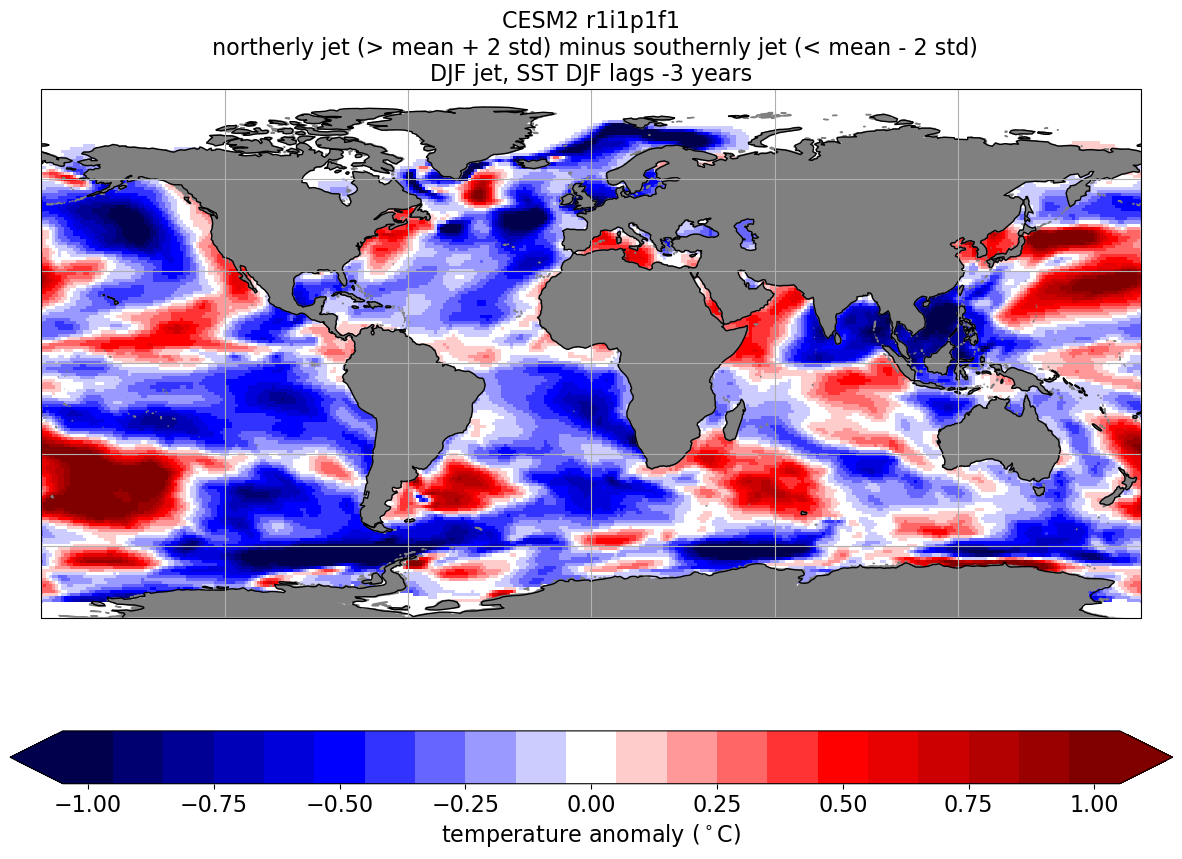 CESM2 r1i1p1f1
northerly jet (> mean + 2 std) minus southernly jet (< mean - 2 std)
DJF jet, SST DJF lags -3 years
−1.00 −0.75 −0.50 −0.25 0.00 0.25 0.50 0.75 1.00
temperature anomaly (°C)